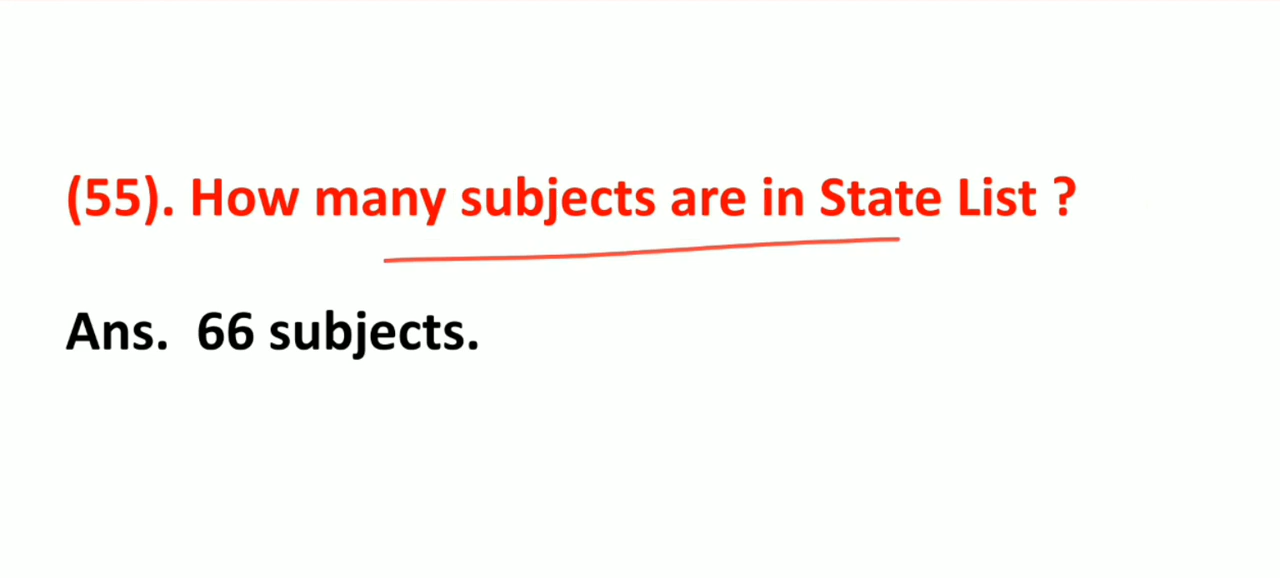 (55). How many subjects are in State List ?
Ans. 66 subjects.